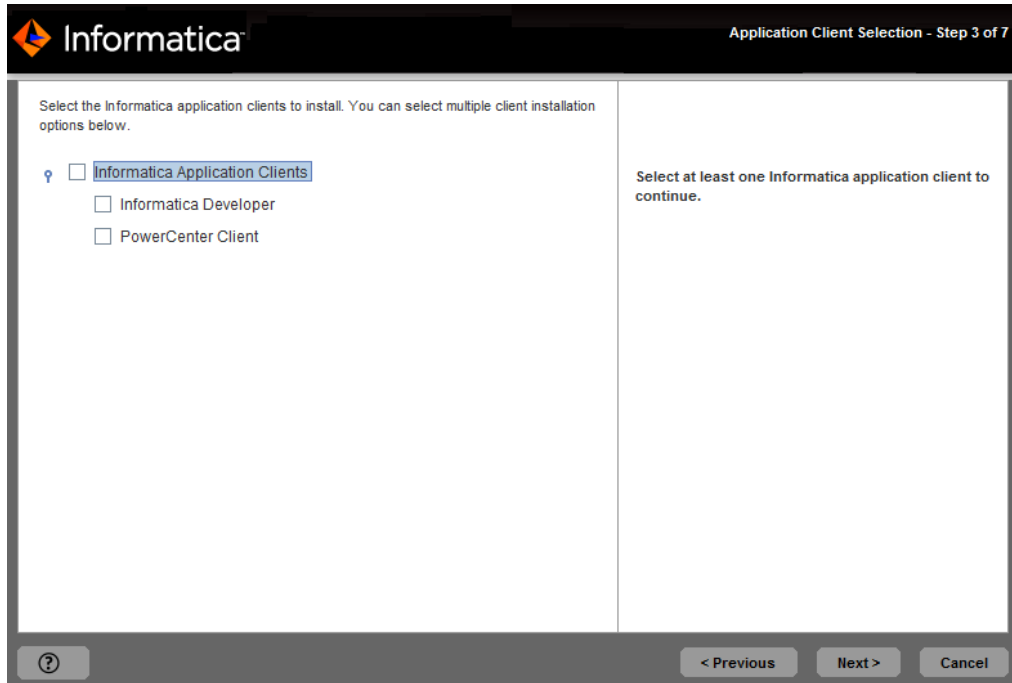 Informatica
Application Client Selection - Step 3 of 7
Select the Informatica application clients to install. You can select multiple client installation
options below.
Informatica Application Clients
Informatica Developer
PowerCenter Client
Select at least one Informatica application client to
continue.
?
< Previous
Next >
Cancel